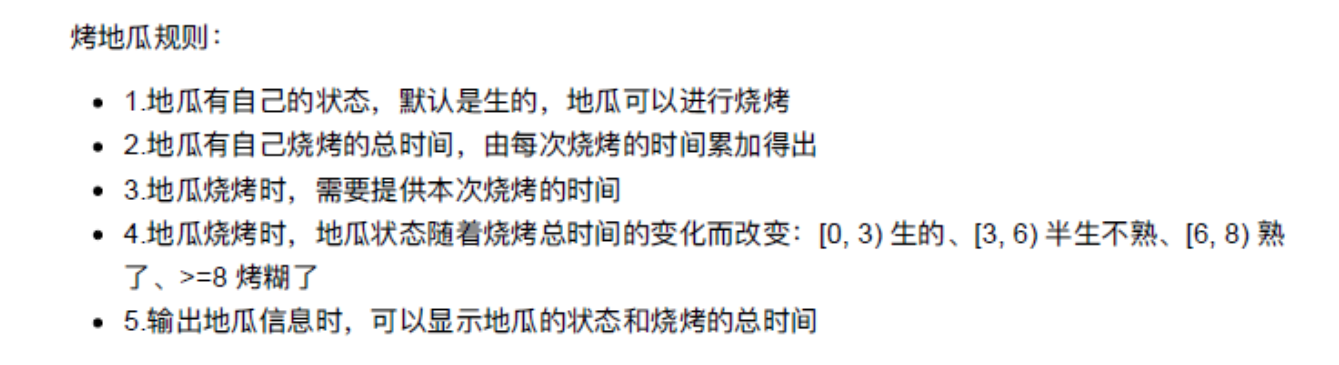 烤地瓜规则：
• 1.地瓜有自己的状态，默认是生的，地瓜可以进行烧烤
• 2.地瓜有自己烧烤的总时间，由每次烧烤的时间累加得出
• 3.地瓜烧烤时，需要提供本次烧烤的时间
• 4.地瓜烧烤时，地瓜状态随着烧烤总时间的变化而改变：[0, 3) 生的、[3, 6) 半生不熟、[6, 8) 熟
了、>=8 烤糊了
• 5.输出地瓜信息时，可以显示地瓜的状态和烧烤的总时间